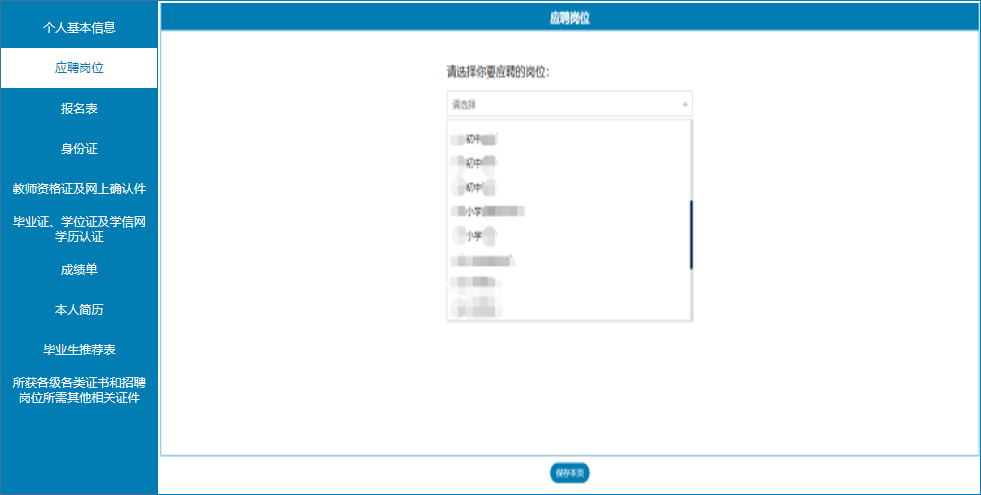 个人基本信息
应聘岗位
报名表
身份证
教师资格证及网上确认件
毕业证、学位证及学信网
学历认证
成绩单
本人简历
毕业生推荐表
所获各级各类证书和招聘
岗位所需其他相关证件
应聘岗位
请选择你要应聘的岗位：
请选择
初中
初中
初中
小学
小学
保存本页